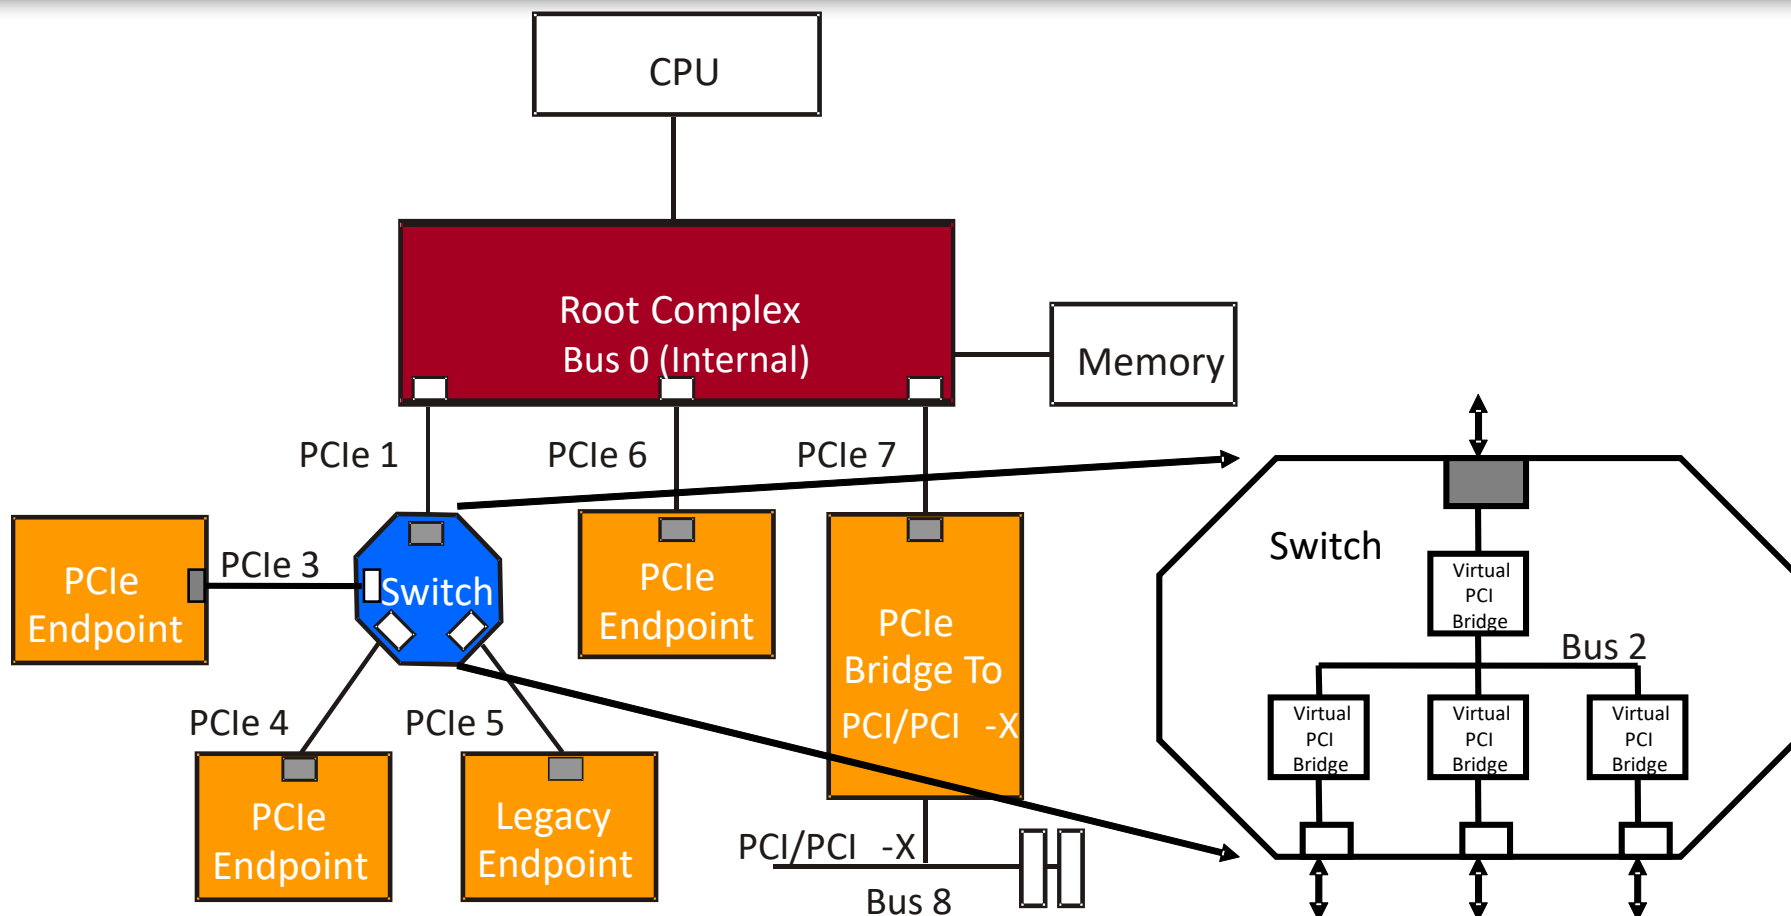 CPU
Root Complex
Bus 0 (Internal)
Memory
PCIe 1
PCIe 6
PCIe 7
PCIe
Endpoint
PCIe 3
Switch
PCIe
Endpoint
PCIe
Bridge To
PCI/PCI -X
PCIe 4
PCIe 5
PCIe
Endpoint
Legacy
Endpoint
PCI/PCI -X
Bus 8
Switch
Virtual
PCI
Bridge
Bus 2
Virtual
PCI
Bridge
Virtual
PCI
Bridge
Virtual
PCI
Bridge